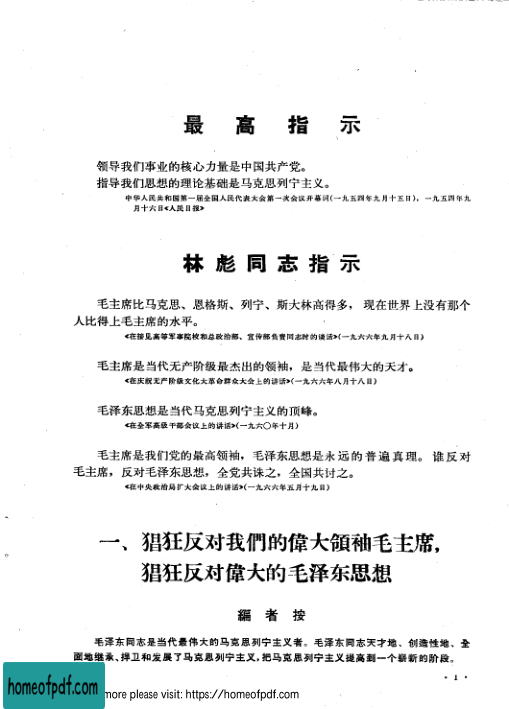 最高指示
领导我们事业的核心力量是中国共产党。
指导我们思想的理论基础是马克思列宁主义。
中华人民共和国第一届全国人民代表大会第一次会议开幕词(一九五四年九月十五日)，一九五四年九
月十六日《人民日报》
林彪同志指示
毛主席比马克思、恩格斯、列宁、斯大林高得多，现在世界上没有那个
人比得上毛主席的水平。
《在接见高等军事院校和总政治部、宣传部负责同志时的谈话》(一九六六年九月十八日)
毛主席是当代无产阶级最杰出的领袖，是当代最伟大的天才。
《在庆祝无产阶级文化大革命群众大会上的讲话》(一九六六年八月十八日)
毛泽东思想是当代马克思列宁主义的顶峰。
《在全军高级干部会议上的讲话》(一九六〇年十月)
毛主席是我们党的最高领袖，毛泽东思想是永远的普遍真理。谁反对
毛主席，反对毛泽东思想，全党共诛之，全国共讨之。
《在中央政治局扩大会议上的讲话》(一九六六年五月十九日)
一、猖狂反对我們的偉大領袖毛主席，
猖狂反对偉大的毛泽东思想
編者按
毛泽东同志是当代最伟大的马克思列宁主义者。毛泽东同志天才地、创造性地、全
面地继承、捍卫和发展了马克思列宁主义，把马克思列宁主义提高到一个崭新的阶段。
· 1 ·
homeofpdf.com
more please visit: https://homeofpdf.com